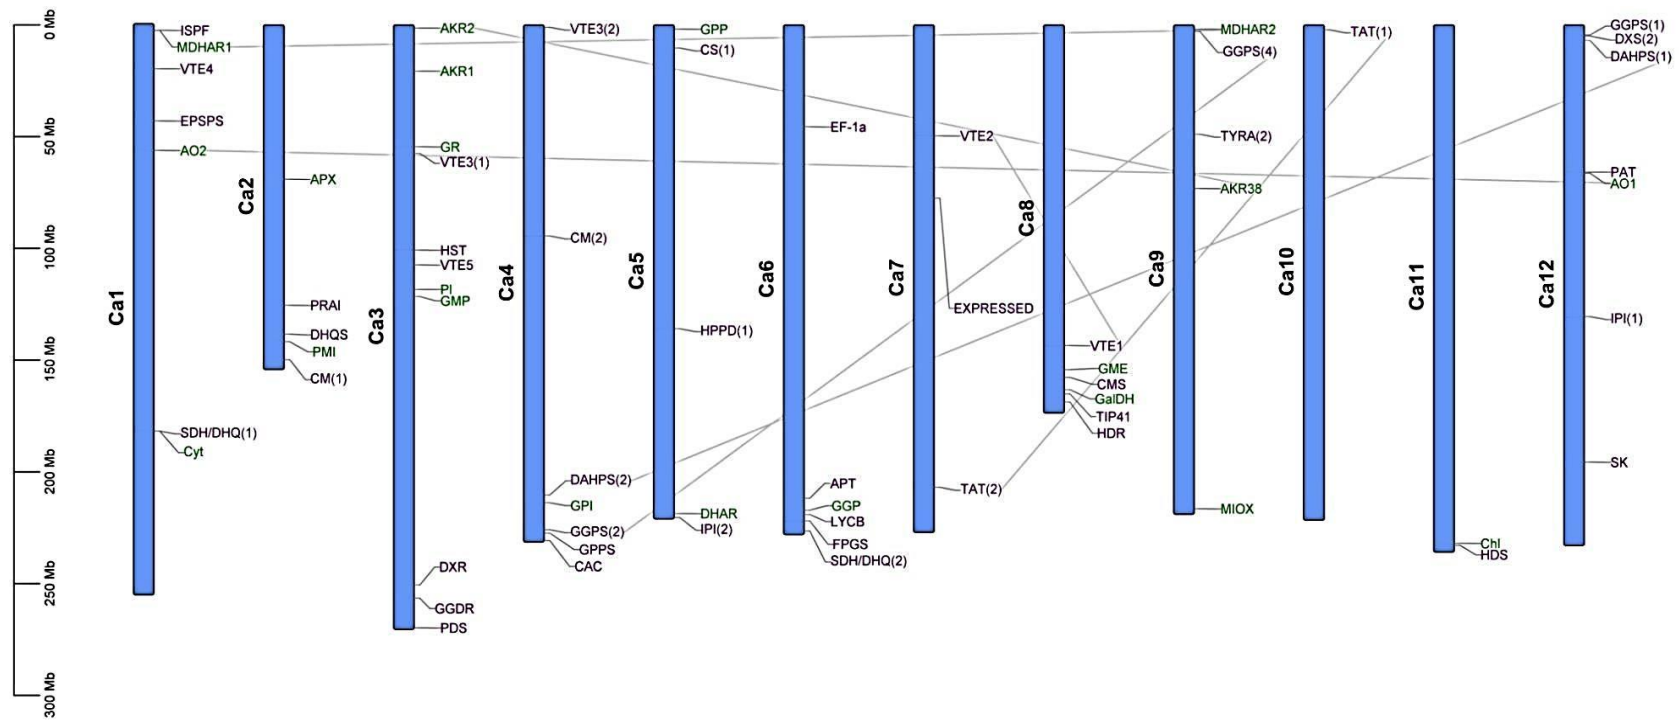 0 Mb
50 Mb
100 Mb
150 Mb
200 Mb
250 Mb
300 Mb
Ca1
ISPF
MDHAR1
VTE4
EPSPS
AO2
SDH/DHQ(1)
Cyt
Ca2
APX
PRAI
DHQS
PMI
CM(1)
Ca3
AKR2
AKR1
GR
VTE3(1)
HST
VTE5
PI
GMP
DXR
GGDR
PDS
Ca4
VTE3(2)
CM(2)
DAHPS(2)
GPI
GGPS(2)
GPPS
CAC
Ca5
GPP
CS(1)
HPPD(1)
DHAR
IPI(2)
Ca6
EF-1a
APT
GGP
LYCB
FPGS
SDH/DHQ(2)
Ca7
VTE2
EXPRESSED
TAT(2)
Ca8
VTE1
GME
CMS
GalDH
TIP41
HDR
Ca9
MDHAR2
GGPS(4)
TYRA(2)
AKR38
MIOX
Ca10
TAT(1)
Ca11
Chl
HDS
Ca12
GGPS(1)
DXS(2)
DAHPS(1)
PAT
AO1
IPI(1)
SK